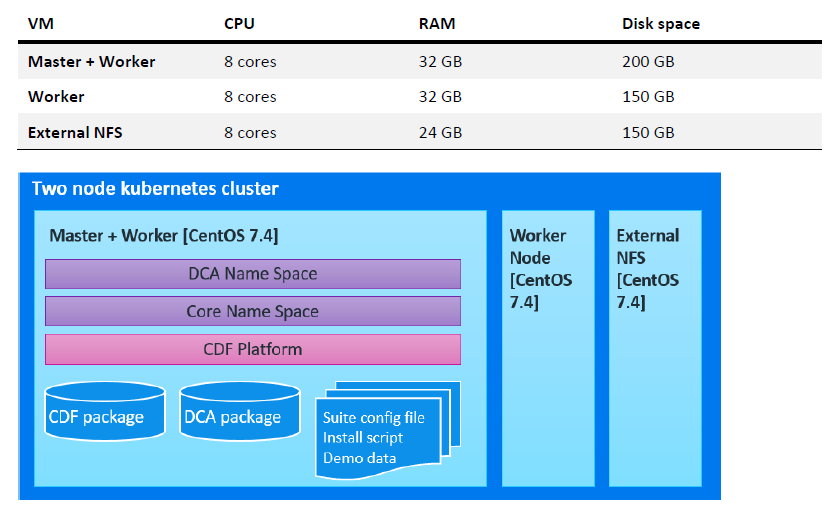 VM CPU RAM Disk space
Master + Worker 8 cores 32 GB 200 GB
Worker 8 cores 32 GB 150 GB
External NFS 8 cores 24 GB 150 GB
Two node kubernetes cluster
Master + Worker [CentOS 7.4]
DCA Name Space
Core Name Space
CDF Platform
CDF package
DCA package
Suite config file
Install script
Demo data
Worker
Node
[CentOS
7.4]
External
NFS
[CentOS
7.4]